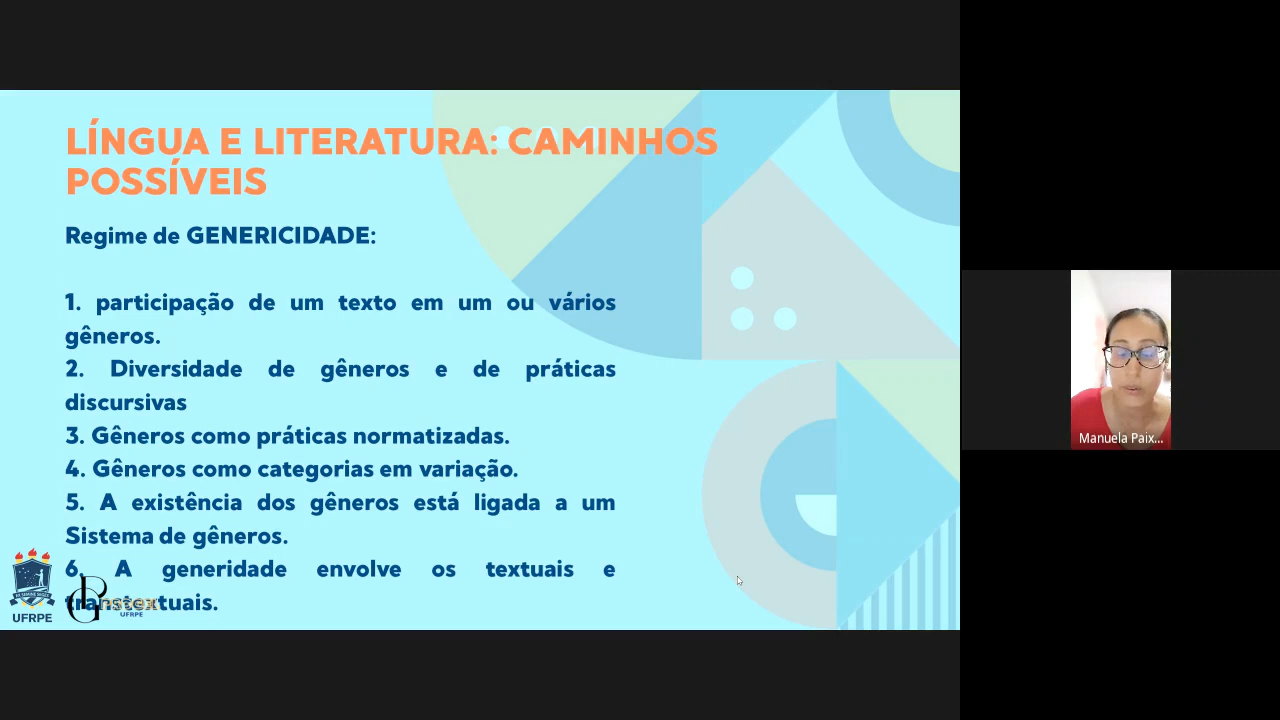 LÍNGUA E LITERATURA: CAMINHOS
POSSÍVEIS
Regime de GENERICIDADE:
1. participação de um texto em um ou vários
gêneros.
2. Diversidade de gêneros e de práticas
discursivas
3. Gêneros como práticas normatizadas.
4. Gêneros como categorias em variação.
5. A existência dos gêneros está ligada a um
Sistema de gêneros.
6. A generidade envolve os textuais e
UFRPE
UFRPE
Manuela Paix...